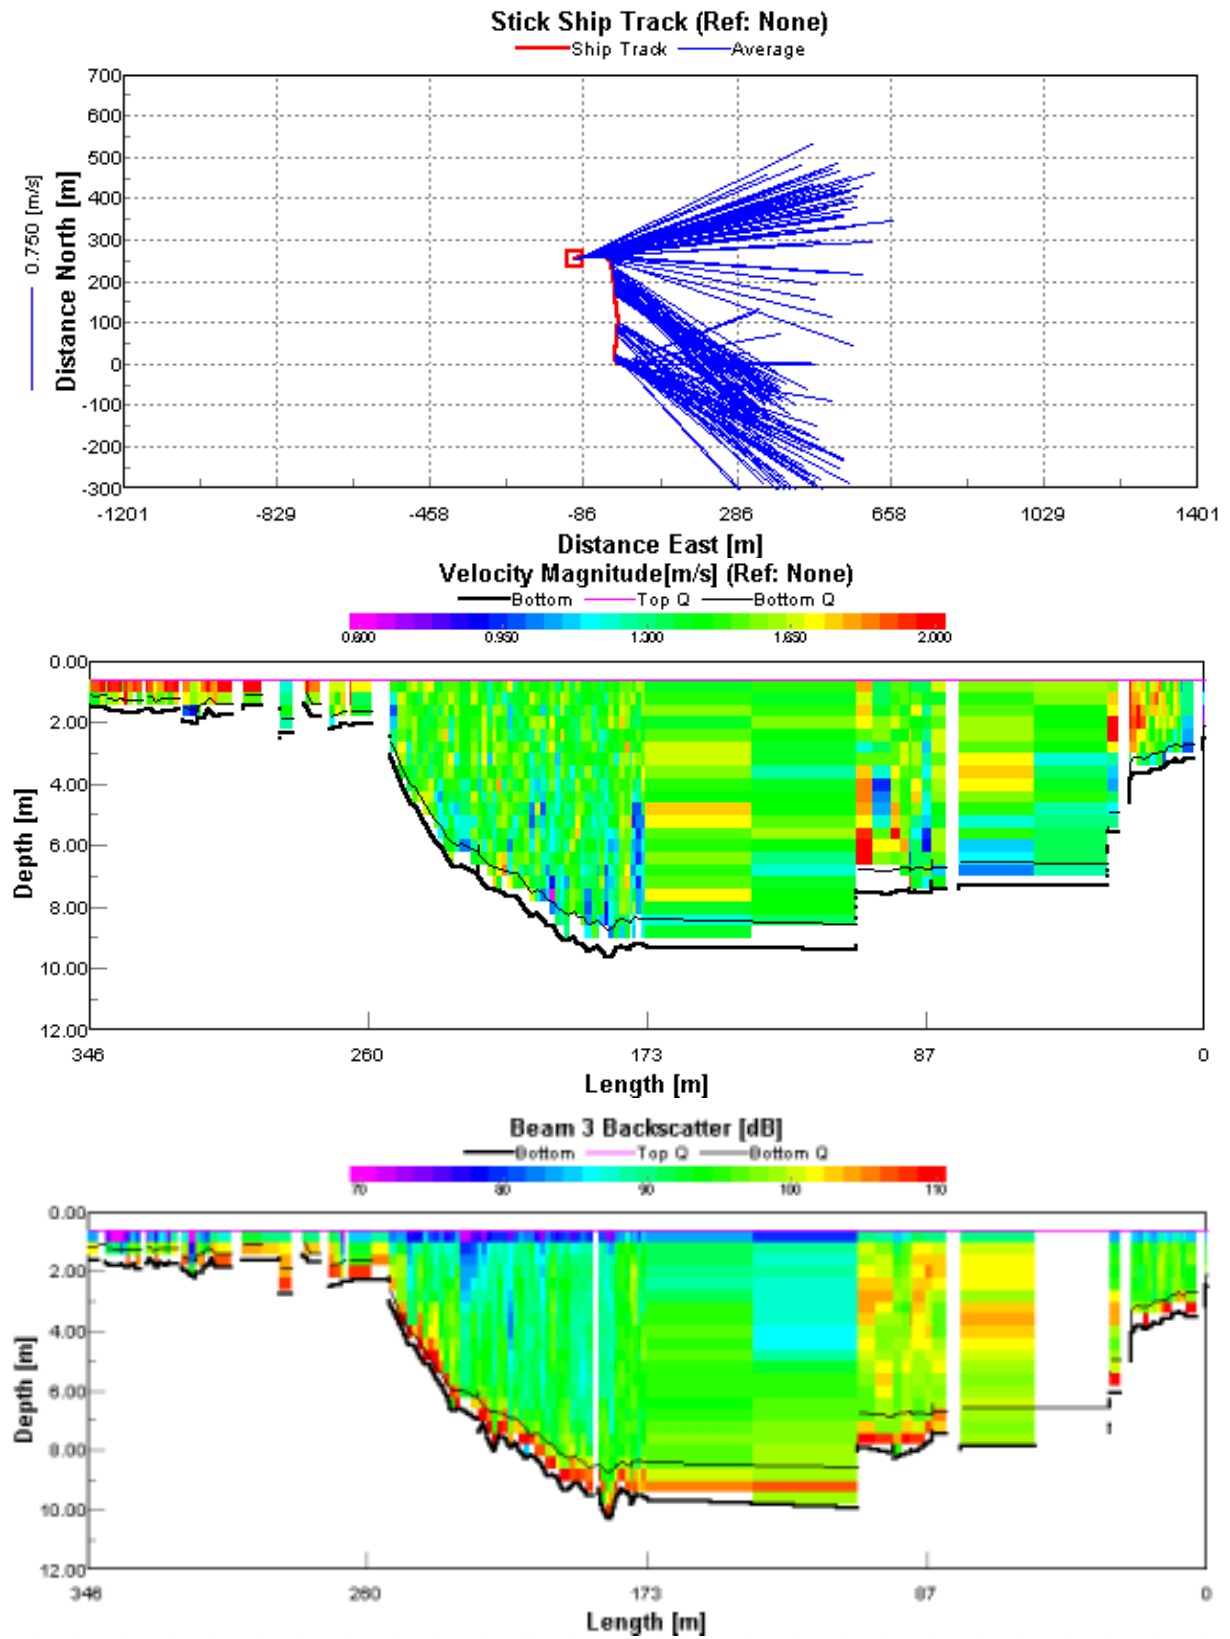 Stick Ship Track (Ref: None)
Ship Track Average
700
600
500
400
300
200
100
0
-100
-200
-300
0.750 [m/s]
Distance North [m]
-1201 -829 -458 -86 286 658 1029 1401
Distance East [m]
Velocity Magnitude[m/s] (Ref: None)
Bottom Top Q Bottom Q
0.600 0.950 1.300 1.650 2.000
0.00
2.00
4.00
6.00
8.00
10.00
12.00
Depth [m]
346 260 173 87 0
Length [m]
Beam 3 Backscatter [dB]
Bottom Top Q Bottom Q
70 80 90 100 110
0.00
2.00
4.00
6.00
8.00
10.00
12.00
Depth [m]
346 260 173 87 0
Length [m]